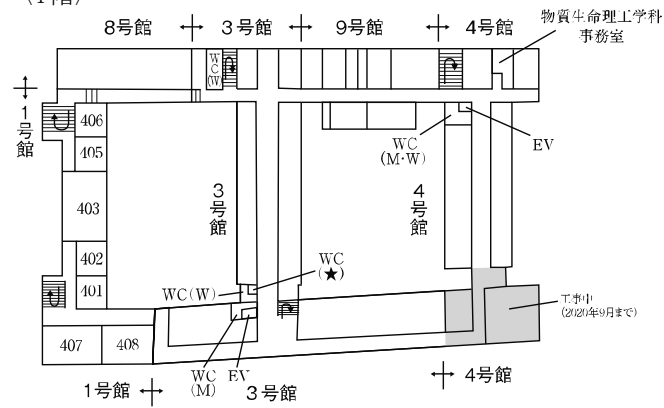 (4階)
8号館
3号館
9号館
4号館
物質生命理工学科
事務室
WC
(W)
1号館
406
405
403
402
401
407
408
3号館
4号館
WC
(M·W)
EV
WC
(★)
WC(W)
WC
(M)
EV
工事中
(2020年9月まで)
1号館
3号館
4号館